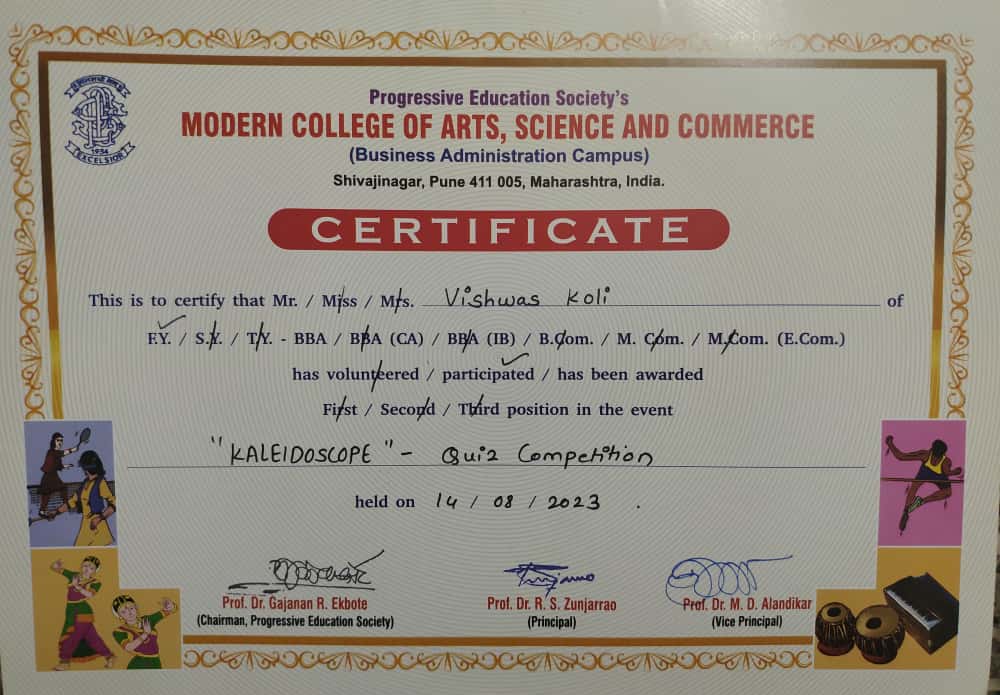 Progressive Education Society's
MODERN COLLEGE OF ARTS, SCIENCE AND COMMERCE
(Business Administration Campus)
Shivajinagar, Pune 411 005, Maharashtra, India.
1934
EXCELSIOR
CERTIFICATE
This is to certify that Mr. / Miss / Mrs. Vishwas Koli of
F.Y. / S.Y. / T.Y. - BBA / BBA (CA) / BBA (IB) / B.Com. / M. Com. / M.Com. (E.Com.)
has volunteered / participated / has been awarded
First / Second / Third position in the event
"KALEIDOSCOPE" - Quiz Competition
held on 14 / 08 / 2023 .
Prof. Dr. Gajanan R. Ekbote
(Chairman, Progressive Education Society)
Prof. Dr. R. S. Zunjarrao
(Principal)
Prof. Dr. M. D. Alandikar
(Vice Principal)